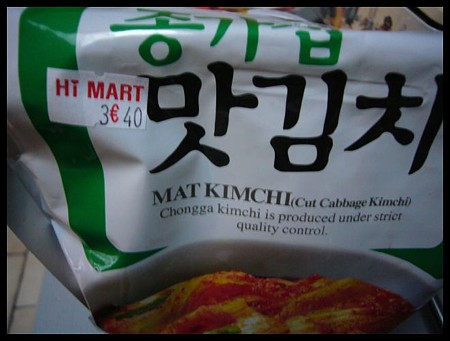 종가집
HT MART
3€40
맛김치
MAT KIMCHI(Cut Cabbage Kimchi)
Chongga kimchi is produced under strict
quality control.